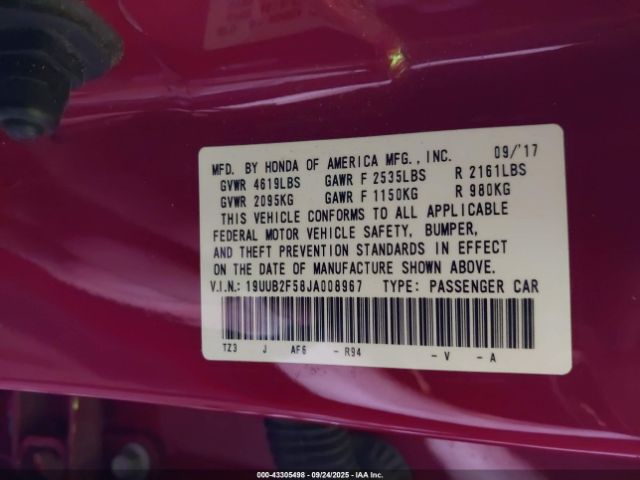 MFD. BY HONDA OF AMERICA MFG., INC. 09/'17
GVWR 4619LBS GAWR F 2535LBS R 2161LBS
GVWR 2095KG GAWR F 1150KG R 980KG
THIS VEHICLE CONFORMS TO ALL APPLICABLE
FEDERAL MOTOR VEHICLE SAFETY, BUMPER,
AND THEFT PREVENTION STANDARDS IN EFFECT
ON THE DATE OF MANUFACTURE SHOWN ABOVE.
V.I.N.: 19UUB2F58JA008967 TYPE: PASSENGER CAR
TZ3 J AF6 - R94 - V - A
00-43305498 - 09/24/2025 - IAA Inc.